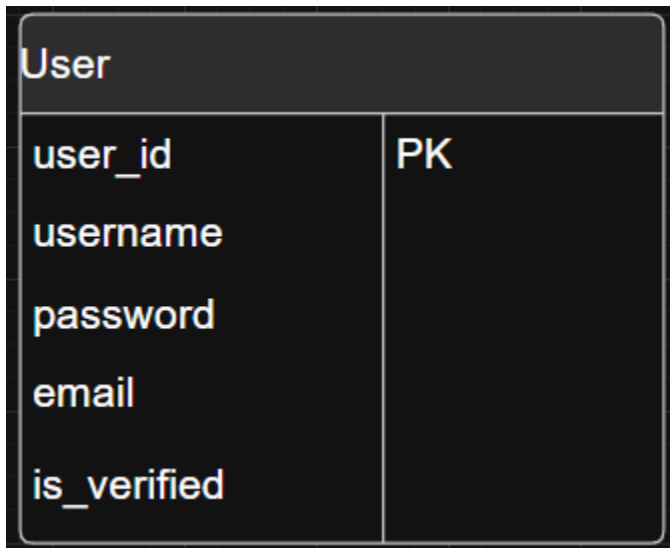 User
user_id PK
username
password
email
is_verified